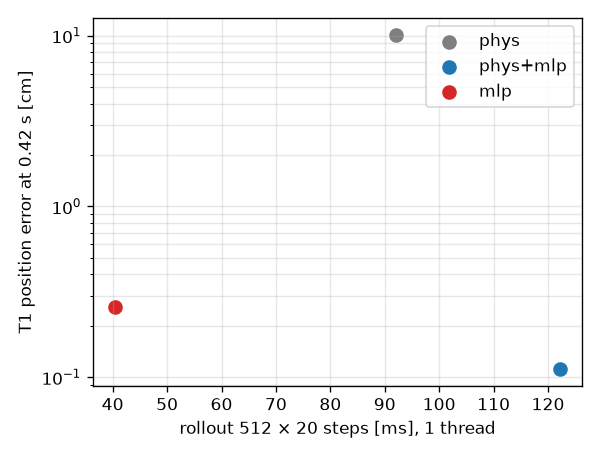 phys
phys+mlp
mlp
T1 position error at 0.42 s [cm]
10¹
10⁰
10⁻¹
40 50 60 70 80 90 100 110 120
rollout 512 × 20 steps [ms], 1 thread